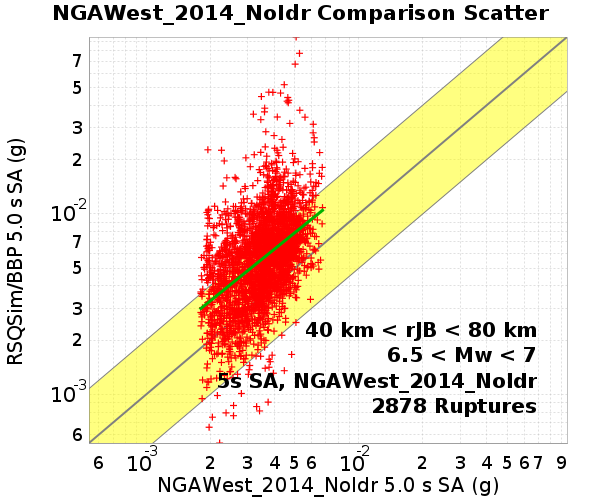 NGAWest_2014_NoIdr Comparison Scatter
RSQSim/BBP 5.0 s SA (g)
7
5
3
2
10-2
7
5
3
2
10-3
6
40 km < rJB < 80 km
6.5 < Mw < 7
5s SA, NGAWest_2014_NoIdr
2878 Ruptures
6 10-3 2 3 4 5 6 10-2 2 3 4 5 6 7 9
NGAWest_2014_NoIdr 5.0 s SA (g)